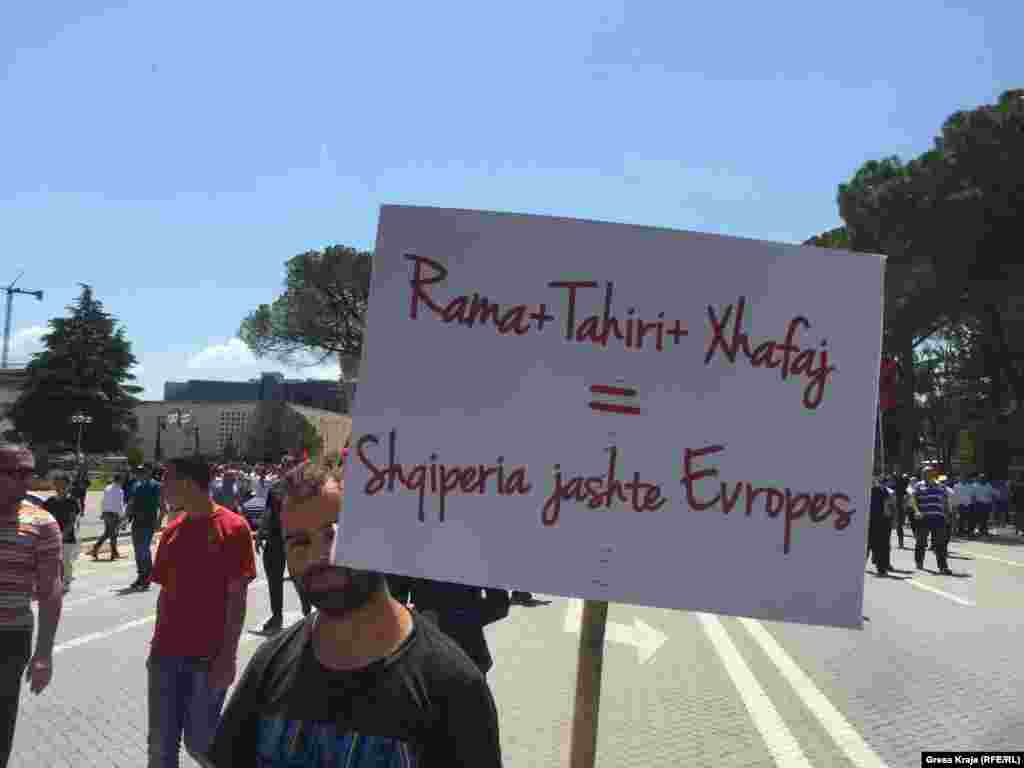 Rama+Tahiri+ Xhafaj
=
Shqiperia jashte Evropes
Gresa Kraja (RFE/RL)